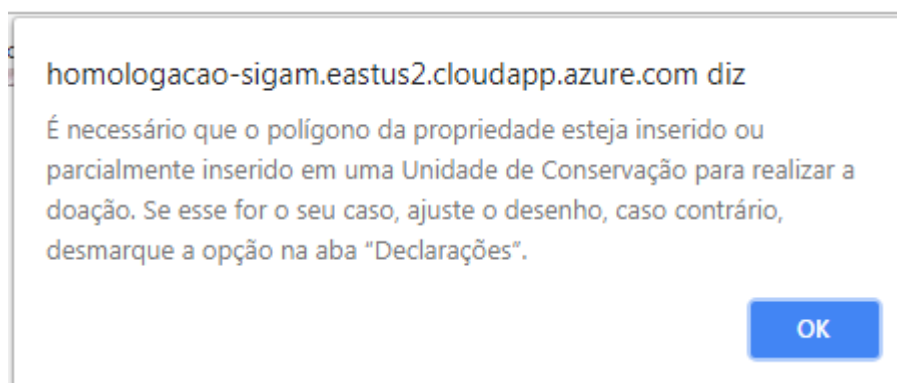 homologacao-sigam.eastus2.cloudapp.azure.com diz
É necessário que o polígono da propriedade esteja inserido ou
parcialmente inserido em uma Unidade de Conservação para realizar a
doação. Se esse for o seu caso, ajuste o desenho, caso contrário,
desmarque a opção na aba “Declarações”.
OK